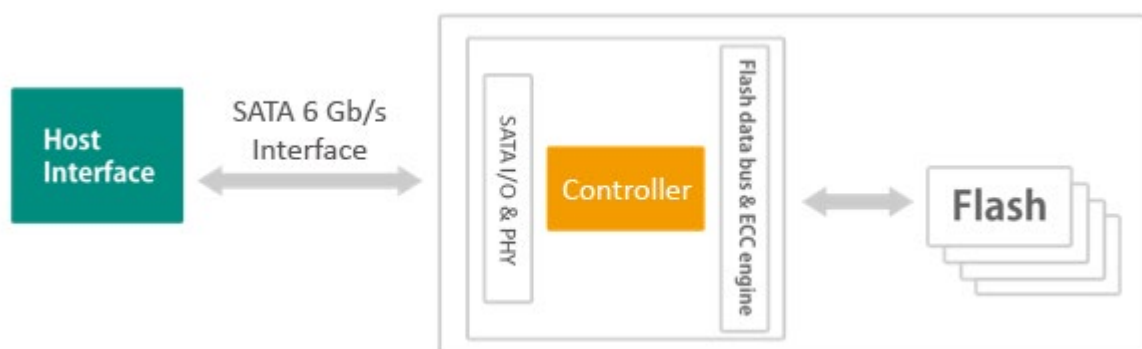 Host
Interface
SATA 6 Gb/s
Interface
SATA I/O & PHY
Controller
Flash data bus & ECC engine
Flash